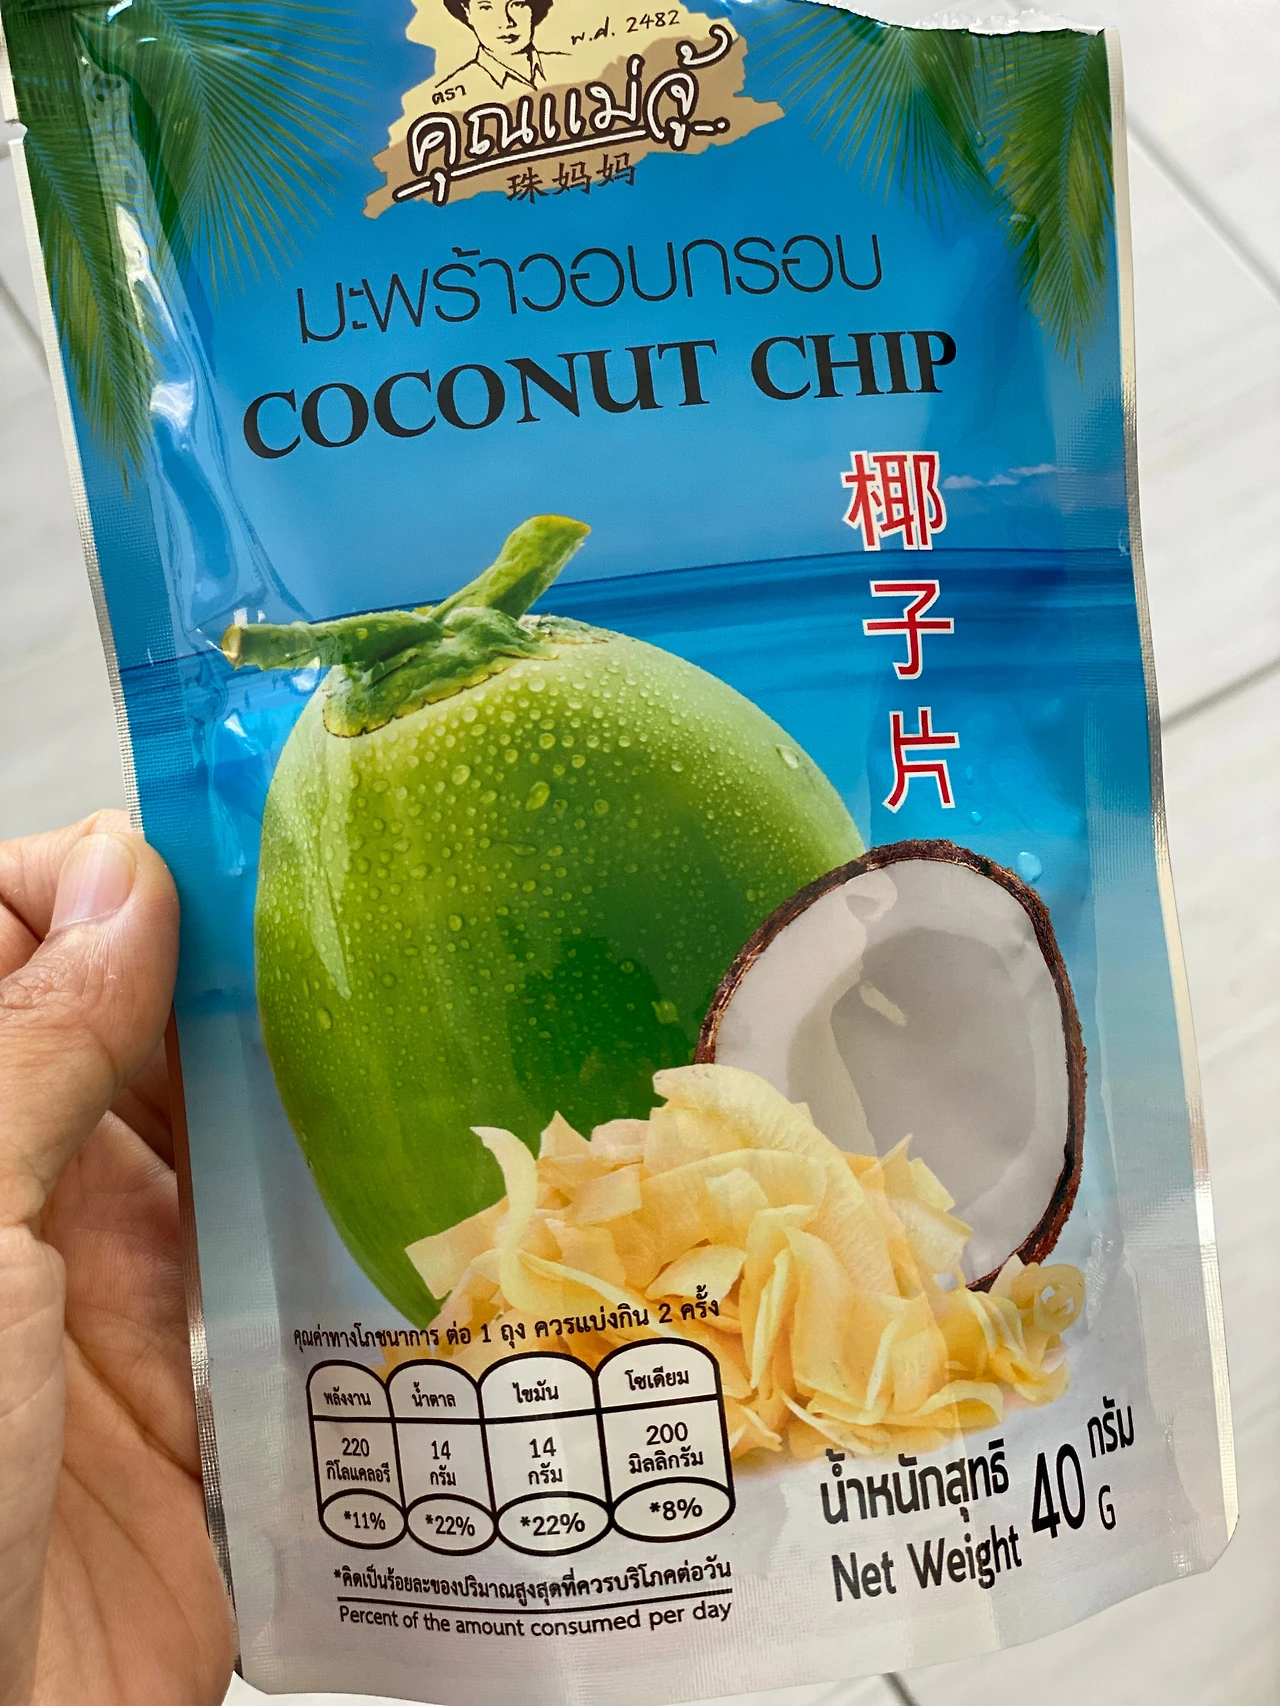 พ.ศ. 2482
ตรา
คุณแม่จู้
珠妈妈
มะพร้าวอบกรอบ
COCONUT CHIP
椰子片
คุณค่าทางโภชนาการ ต่อ 1 ถุง ควรแบ่งกิน 2 ครั้ง
พลังงาน น้ำตาล ไขมัน โซเดียม
220 14 14 200
กิโลแคลอรี กรัม กรัม มิลลิกรัม
*11% *22% *22% *8%
*คิดเป็นร้อยละของปริมาณสูงสุดที่ควรบริโภคต่อวัน
Percent of the amount consumed per day
น้ำหนักสุทธิ 40 กรัม
Net Weight G